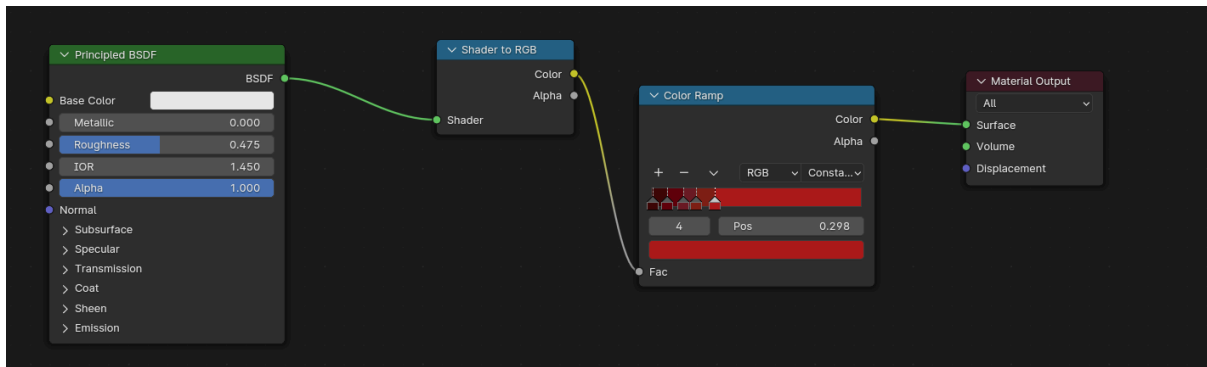 Principled BSDF
BSDF
Base Color
Metallic 0.000
Roughness 0.475
IOR 1.450
Alpha 1.000
Normal
Subsurface
Specular
Transmission
Coat
Sheen
Emission
Shader to RGB
Color
Alpha
Shader
Color Ramp
Color
Alpha
+ − RGB Consta...
4 Pos 0.298
Fac
Material Output
All
Surface
Volume
Displacement